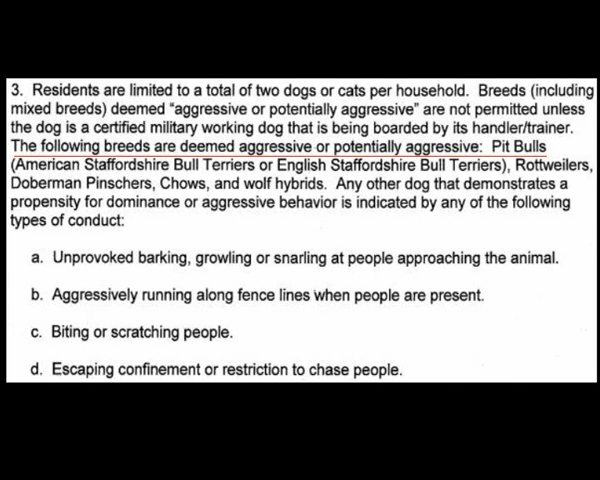 3. Residents are limited to a total of two dogs or cats per household. Breeds (including
mixed breeds) deemed “aggressive or potentially aggressive” are not permitted unless
the dog is a certified military working dog that is being boarded by its handler/trainer.
The following breeds are deemed aggressive or potentially aggressive: Pit Bulls
(American Staffordshire Bull Terriers or English Staffordshire Bull Terriers), Rottweilers,
Doberman Pinschers, Chows, and wolf hybrids. Any other dog that demonstrates a
propensity for dominance or aggressive behavior is indicated by any of the following
types of conduct:
a. Unprovoked barking, growling or snarling at people approaching the animal.
b. Aggressively running along fence lines when people are present.
c. Biting or scratching people.
d. Escaping confinement or restriction to chase people.